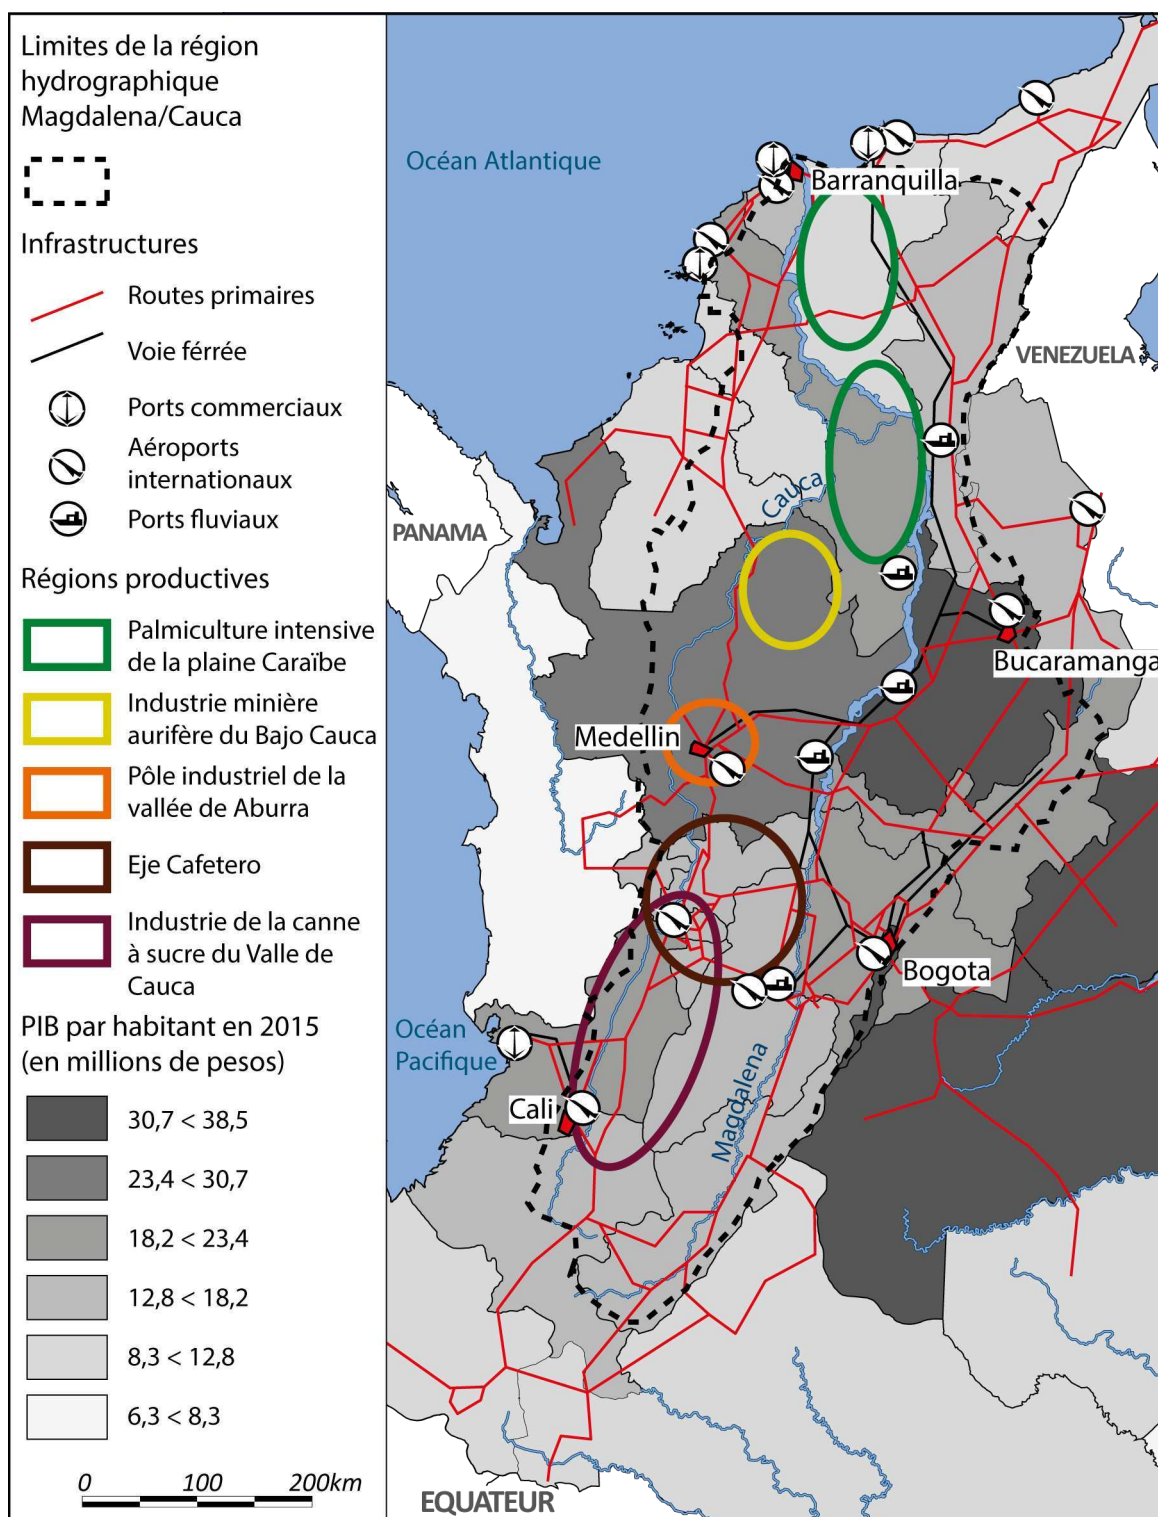 Limites de la région
hydrographique
Magdalena/Cauca
Infrastructures
Routes primaires
Voie férrée
Ports commerciaux
Aéroports
internationaux
Ports fluviaux
Régions productives
Palmiculture intensive
de la plaine Caraïbe
Industrie minière
aurifère du Bajo Cauca
Pôle industriel de la
vallée de Aburra
Eje Cafetero
Industrie de la canne
à sucre du Valle de
Cauca
PIB par habitant en 2015
(en millions de pesos)
30,7 < 38,5
23,4 < 30,7
18,2 < 23,4
12,8 < 18,2
8,3 < 12,8
6,3 < 8,3
0 100 200km
Océan Atlantique
Barranquilla
VENEZUELA
Cauca
PANAMA
Bucaramanga
Medellin
Bogota
Océan
Pacifique
Magdalena
Cali
EQUATEUR